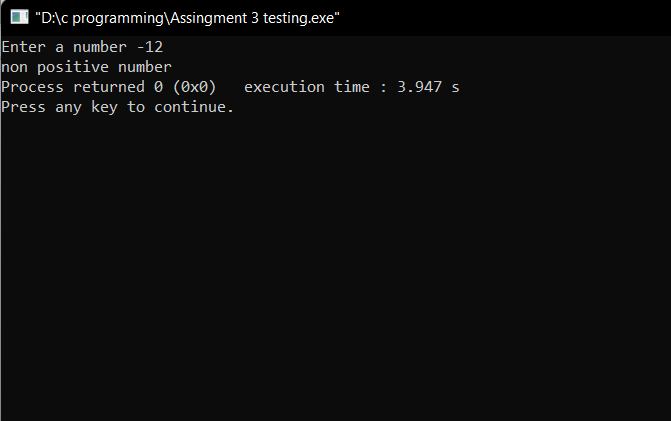 "D:\c programming\Assingment 3 testing.exe"
Enter a number -12
non positive number
Process returned 0 (0x0)   execution time : 3.947 s
Press any key to continue.